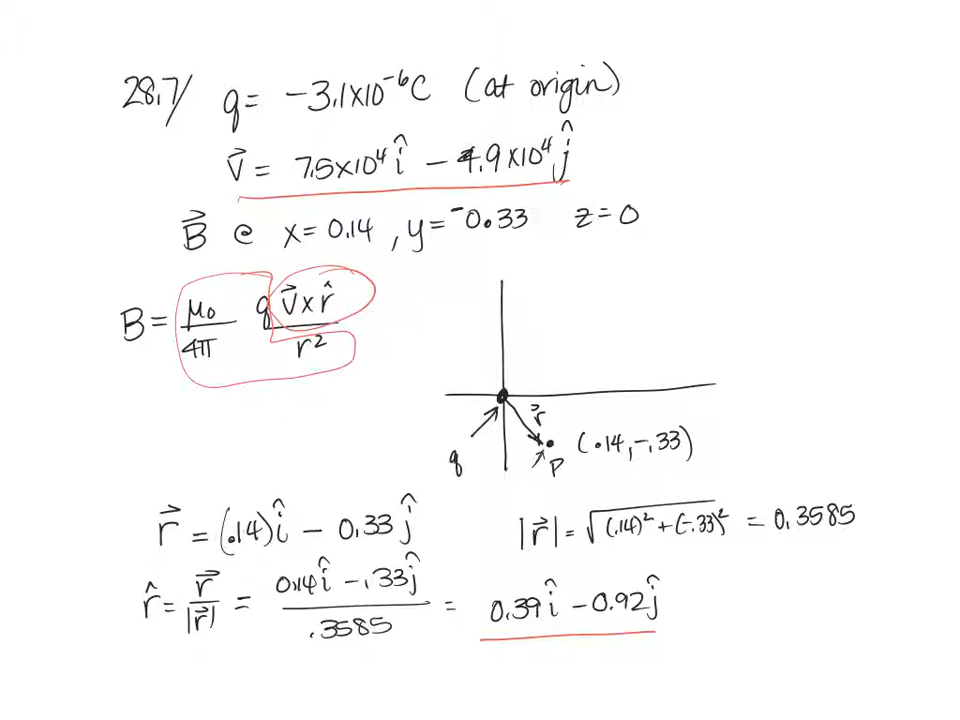 28.7/ q = -3.1×10⁻⁶C (at origin)
v⃗ = 7.5×10⁴ î - 4.9×10⁴ ĵ
B⃗ @ x = 0.14, y = -0.33 z = 0
B = μ₀/4π q v⃗ × r̂ / r²
r⃗
q
P
(.14, -.33)
r⃗ = (.14)î - 0.33ĵ
|r⃗| = √((.14)² + (-.33)²) = 0.3585
r̂ = r⃗/|r⃗| = (0.14î - .33ĵ)/.3585 = 0.39î - 0.92ĵ